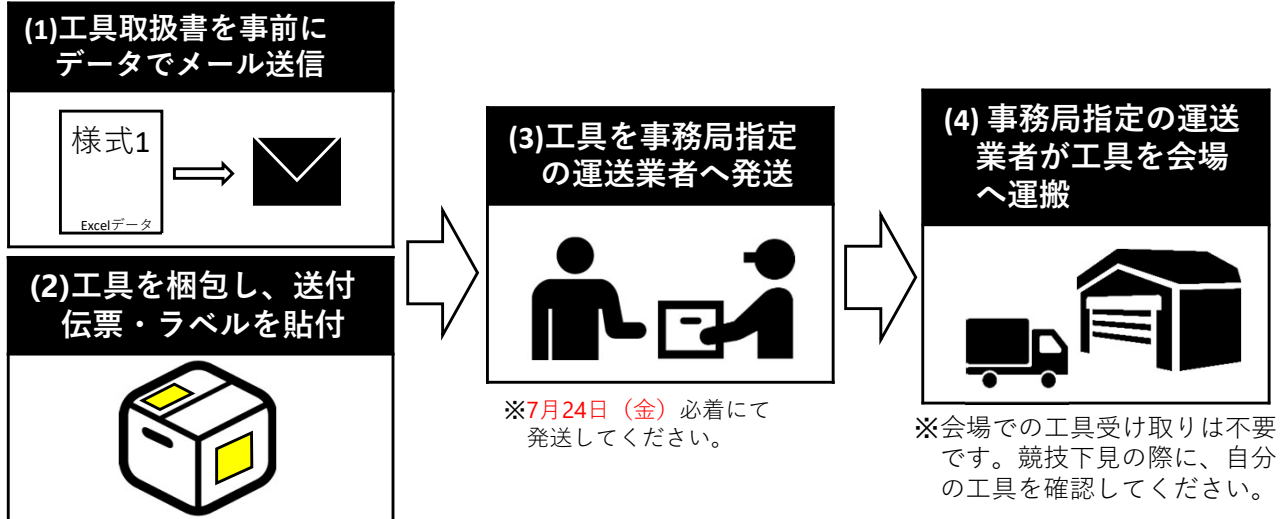 (1)工具取扱書を事前に
データでメール送信
様式1
Excelデータ
(2)工具を梱包し、送付
伝票・ラベルを貼付
(3)工具を事務局指定
の運送業者へ発送
※7月24日（金）必着にて
発送してください。
(4) 事務局指定の運送
業者が工具を会場
へ運搬
※会場での工具受け取りは不要
です。競技下見の際に、自分
の工具を確認してください。